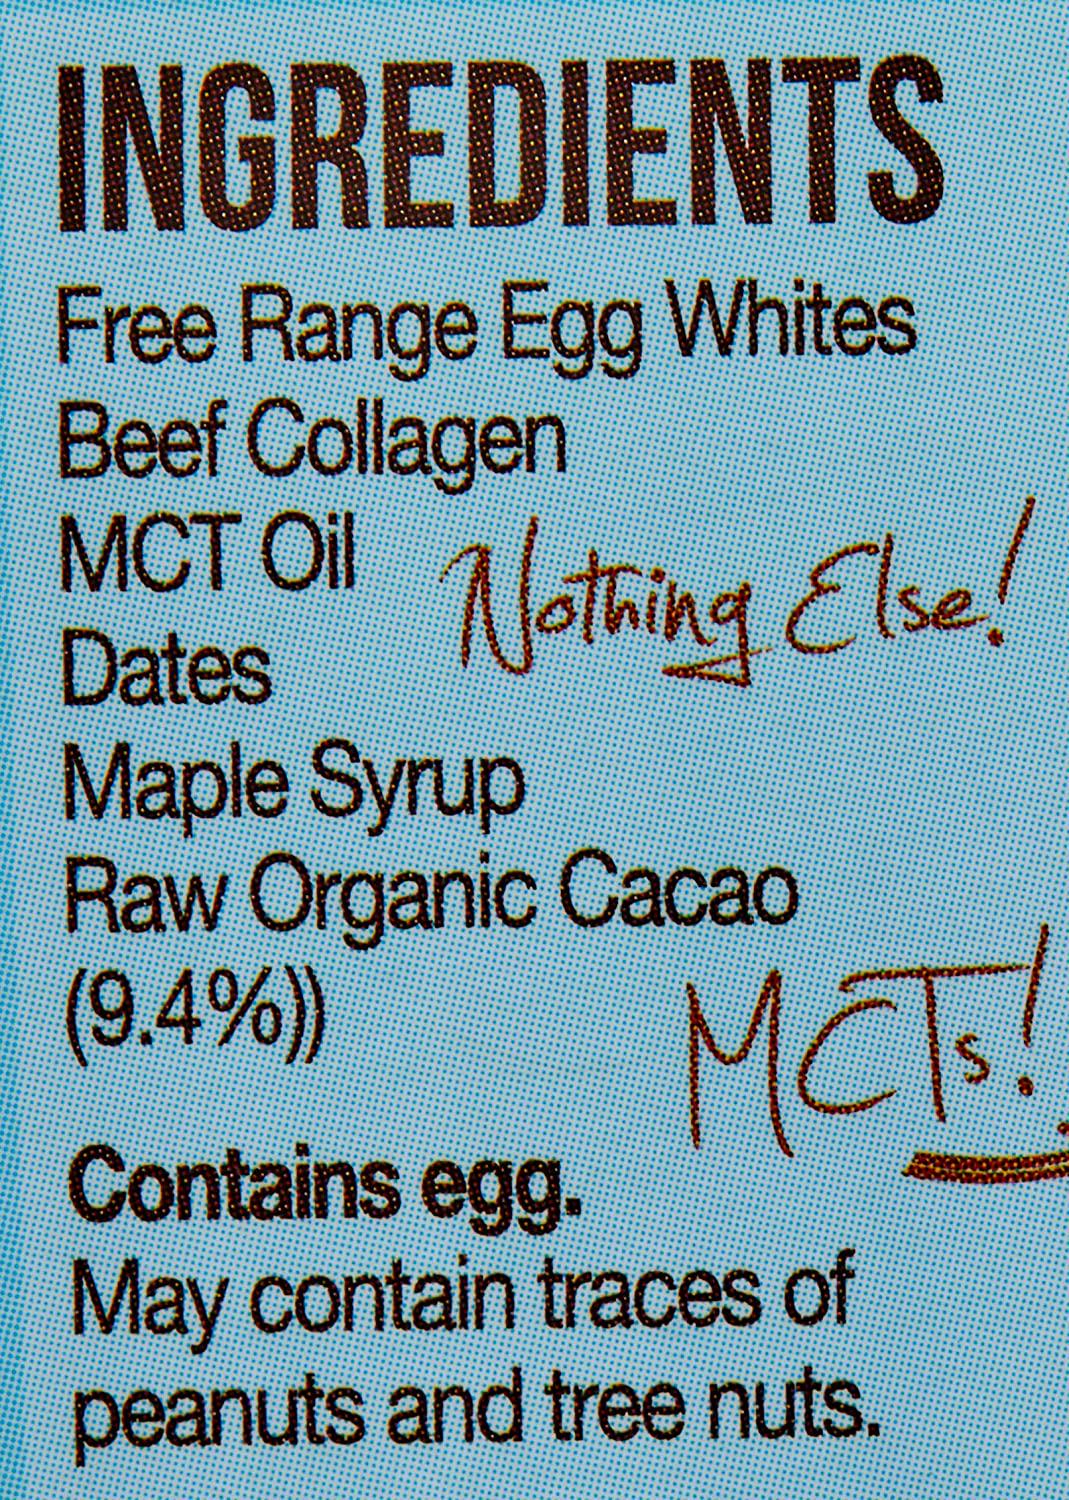 INGREDIENTS
Free Range Egg Whites
Beef Collagen
MCT Oil
Nothing Else!
Dates
Maple Syrup
Raw Organic Cacao
(9.4%))
MCTs!
Contains egg.
May contain traces of
peanuts and tree nuts.